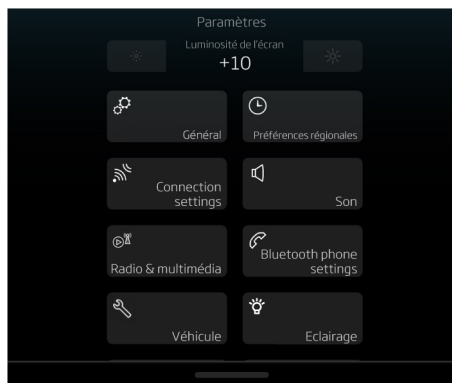 Paramètres
Luminosité de l'écran
+10
Général
Préférences régionales
Connection
settings
Son
Radio & multimédia
Bluetooth phone
settings
Véhicule
Eclairage